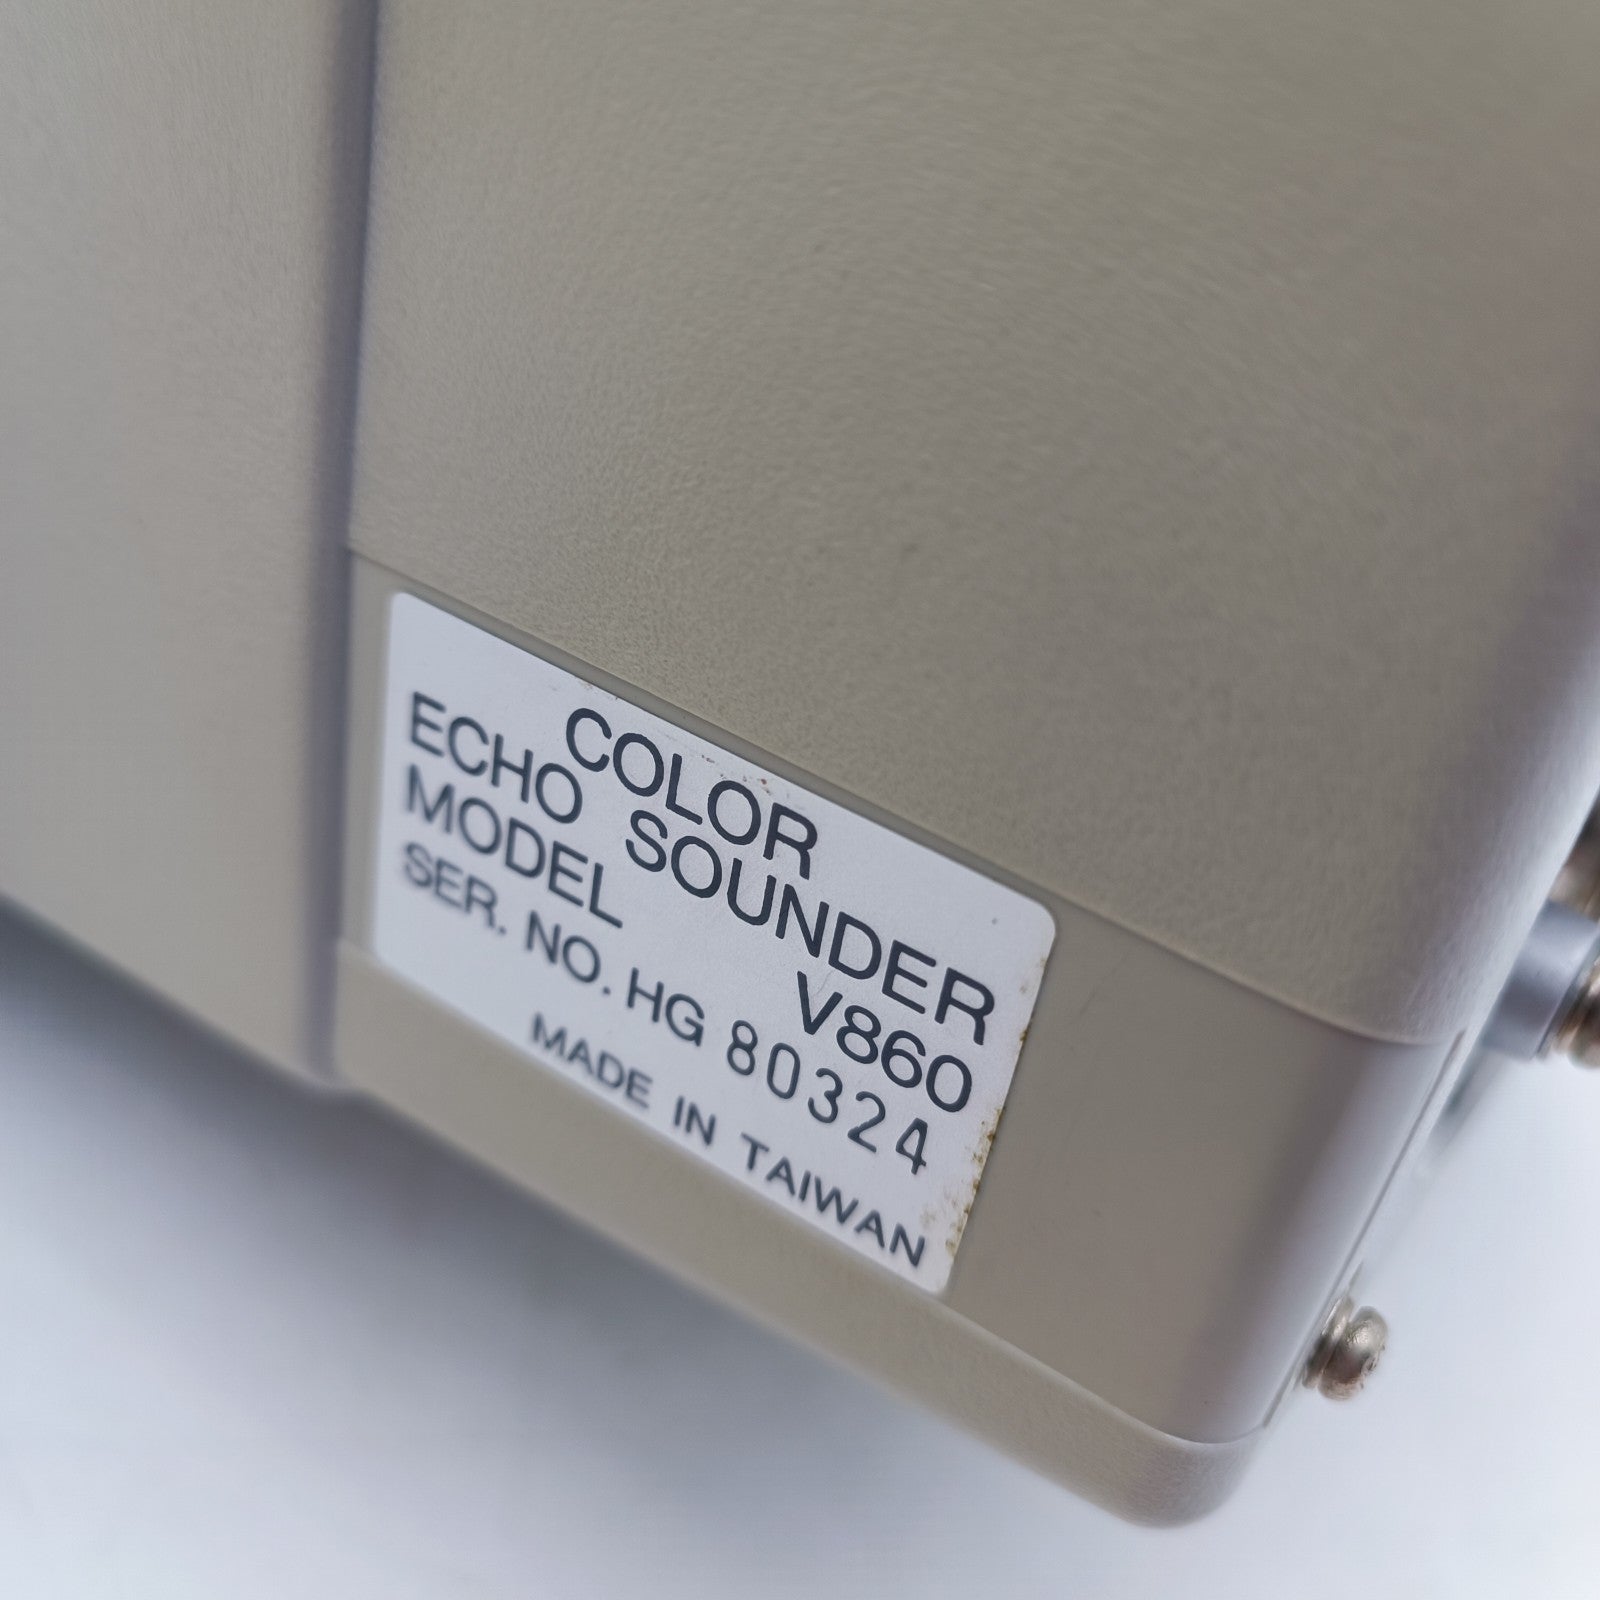 COLOR
ECHO SOUNDER
MODEL V860
SER. NO. HG 80324
MADE IN TAIWAN